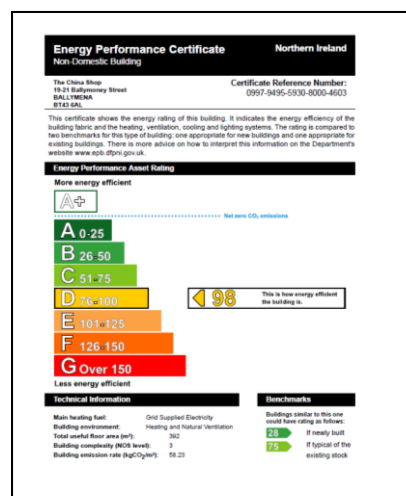 Energy Performance Certificate
Northern Ireland
Non-Domestic Building
The China Shop
19-21 Ballymoney Street
BALLYMENA
BT43 6AL
Certificate Reference Number:
0997-9495-5930-8000-4603
This certificate shows the energy rating of this building. It indicates the energy efficiency of the
building fabric and the heating, ventilation, cooling and lighting systems. The rating is compared to
two benchmarks for this type of building: one appropriate for new buildings and one appropriate for
existing buildings. There is more advice on how to interpret this information on the Department's
website www.epb.dfpni.gov.uk.
Energy Performance Asset Rating
More energy efficient
A+
Net zero CO₂ emissions
A 0-25
B 26-50
C 51-75
D 76-100
98
This is how energy efficient
the building is.
E 101-125
F 126-150
G Over 150
Less energy efficient
Technical Information
Main heating fuel: Grid Supplied Electricity
Building environment: Heating and Natural Ventilation
Total useful floor area (m²): 392
Building complexity (NOS level): 3
Building emission rate (kgCO₂/m²): 58.23
Benchmarks
Buildings similar to this one
could have rating as follows:
28 If newly built
75 If typical of the
existing stock